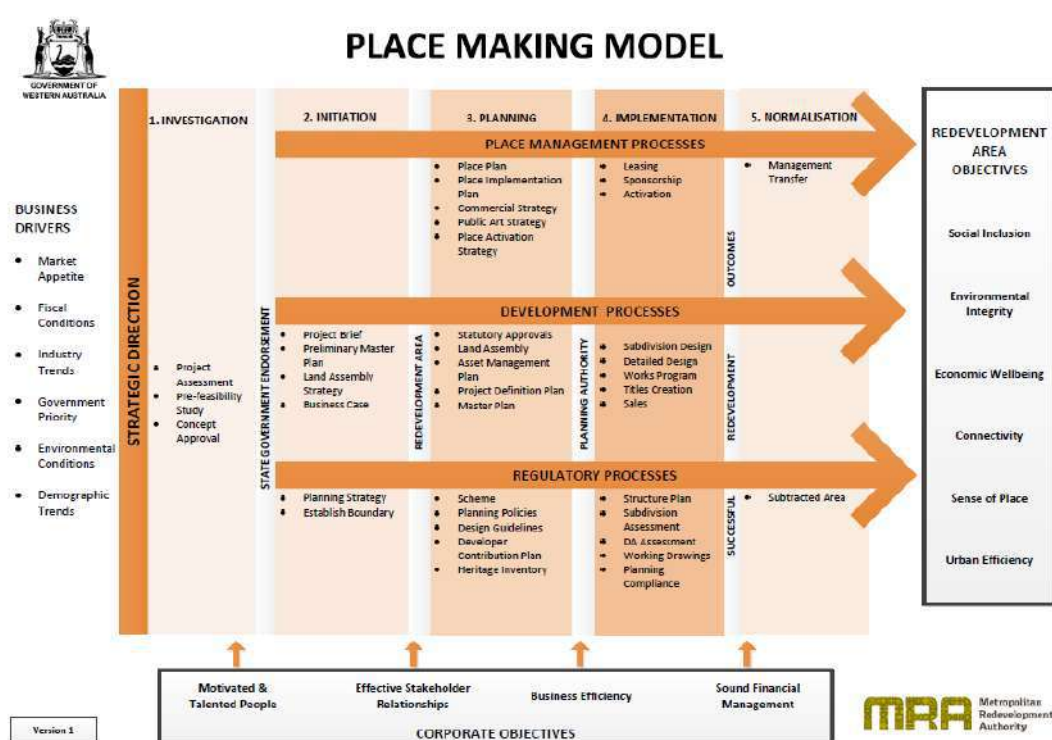 PLACE MAKING MODEL
GOVERNMENT OF
WESTERN AUSTRALIA
BUSINESS
DRIVERS
Market
Appetite
Fiscal
Conditions
Industry
Trends
Government
Priority
Environmental
Conditions
Demographic
Trends
STRATEGIC DIRECTION
1. INVESTIGATION
Project
Assessment
Pre-feasibility
Study
Concept
Approval
STATE GOVERNMENT ENDORSEMENT
2. INITIATION
3. PLANNING
4. IMPLEMENTATION
5. NORMALISATION
PLACE MANAGEMENT PROCESSES
Place Plan
Place Implementation
Plan
Commercial Strategy
Public Art Strategy
Place Activation
Strategy
Leasing
Sponsorship
Activation
Management
Transfer
DEVELOPMENT PROCESSES
Project Brief
Preliminary Master
Plan
Land Assembly
Strategy
Business Case
REDEVELOPMENT AREA
Statutory Approvals
Land Assembly
Asset Management
Plan
Project Definition Plan
Master Plan
PLANNING AUTHORITY
Subdivision Design
Detailed Design
Works Program
Titles Creation
Sales
SUCCESSFUL REDEVELOPMENT OUTCOMES
REGULATORY PROCESSES
Planning Strategy
Establish Boundary
Scheme
Planning Policies
Design Guidelines
Developer
Contribution Plan
Heritage Inventory
Structure Plan
Subdivision
Assessment
DA Assessment
Working Drawings
Planning
Compliance
Subtracted Area
REDEVELOPMENT
AREA
OBJECTIVES
Social Inclusion
Environmental
Integrity
Economic Wellbeing
Connectivity
Sense of Place
Urban Efficiency
Motivated &
Talented People
Effective Stakeholder
Relationships
Business Efficiency
Sound Financial
Management
CORPORATE OBJECTIVES
Version 1
MRA
Metropolitan
Redevelopment
Authority